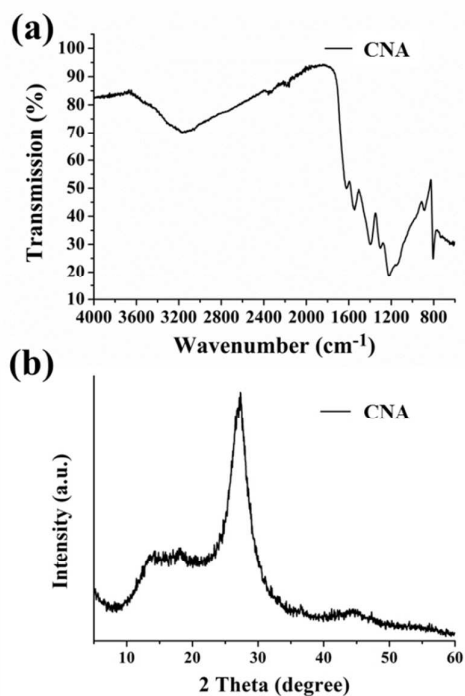 (a)
CNA
Transmission (%)
100
90
80
70
60
50
40
30
20
10
4000 3600 3200 2800 2400 2000 1600 1200 800
Wavenumber (cm-1)
(b)
CNA
Intensity (a.u.)
10 20 30 40 50 60
2 Theta (degree)